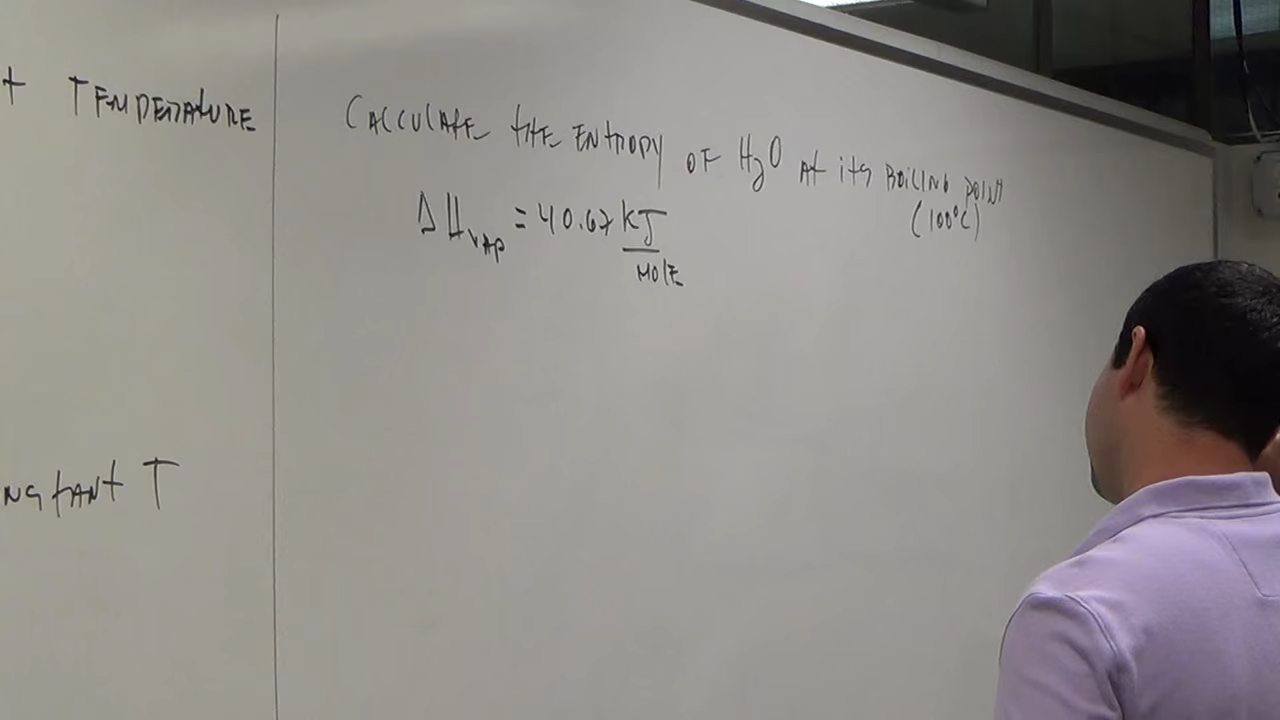 t TEMPERATURE
CALCULATE THE ENTROPY OF H2O At itS BOILING POINT
(100°C)
ΔHVAP = 40.67 kJ
MOLE
NStANt T